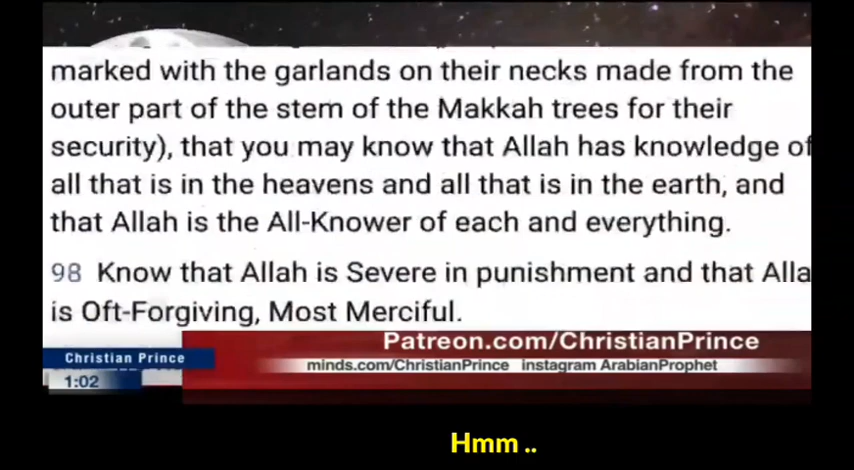 marked with the garlands on their necks made from the
outer part of the stem of the Makkah trees for their
security), that you may know that Allah has knowledge of
all that is in the heavens and all that is in the earth, and
that Allah is the All-Knower of each and everything.
98 Know that Allah is Severe in punishment and that Alla
is Oft-Forgiving, Most Merciful.
Patreon.com/ChristianPrince
Christian Prince
minds.com/ChristianPrince instagram ArabianProphet
1:02
Hmm ..